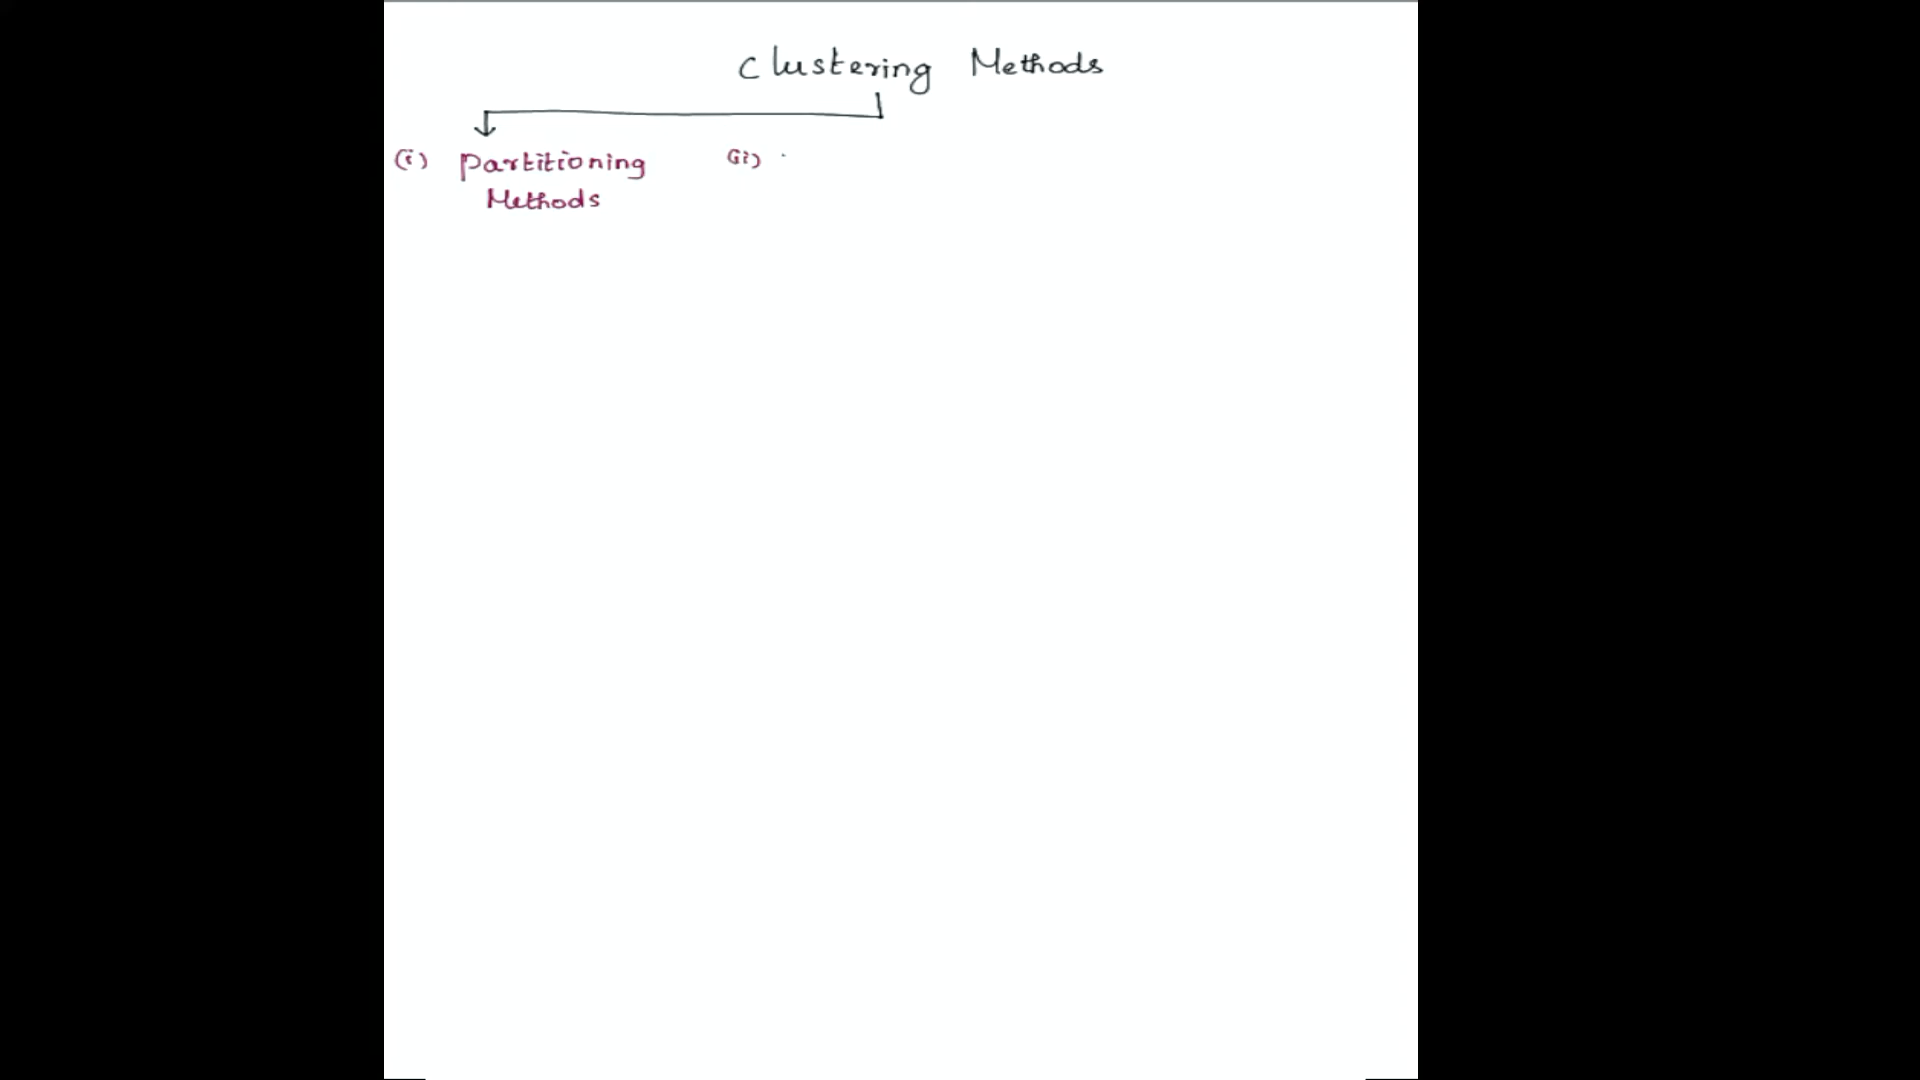 Clustering Methods
(i) Partitioning (ii)
Methods